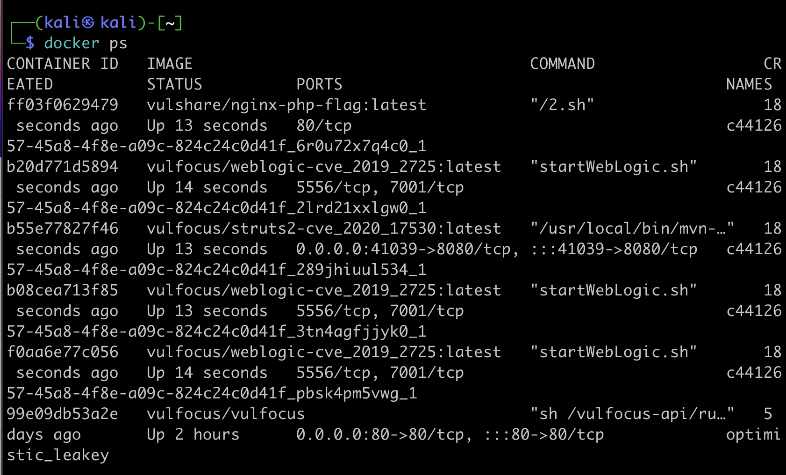 ┌──(kali㉿kali)-[~]
└─$ docker ps
CONTAINER ID   IMAGE                                COMMAND                  CR
EATED          STATUS          PORTS                                         NAMES
ff03f0629479   vulshare/nginx-php-flag:latest       "/2.sh"                  18
 seconds ago   Up 13 seconds   80/tcp                                        c44126
57-45a8-4f8e-a09c-824c24c0d41f_6r0u72x7q4c0_1
b20d771d5894   vulfocus/weblogic-cve_2019_2725:latest   "startWebLogic.sh"       18
 seconds ago   Up 14 seconds   5556/tcp, 7001/tcp                            c44126
57-45a8-4f8e-a09c-824c24c0d41f_2lrd21xxlgw0_1
b55e77827f46   vulfocus/struts2-cve_2020_17530:latest   "/usr/local/bin/mvn-…"   18
 seconds ago   Up 13 seconds   0.0.0.0:41039->8080/tcp, :::41039->8080/tcp   c44126
57-45a8-4f8e-a09c-824c24c0d41f_289jhiuul534_1
b08cea713f85   vulfocus/weblogic-cve_2019_2725:latest   "startWebLogic.sh"       18
 seconds ago   Up 13 seconds   5556/tcp, 7001/tcp                            c44126
57-45a8-4f8e-a09c-824c24c0d41f_3tn4agfjjyk0_1
f0aa6e77c056   vulfocus/weblogic-cve_2019_2725:latest   "startWebLogic.sh"       18
 seconds ago   Up 14 seconds   5556/tcp, 7001/tcp                            c44126
57-45a8-4f8e-a09c-824c24c0d41f_pbsk4pm5vwg_1
99e09db53a2e   vulfocus/vulfocus                    "sh /vulfocus-api/ru…"   5
days ago       Up 2 hours      0.0.0.0:80->80/tcp, :::80->80/tcp             optimi
stic_leakey